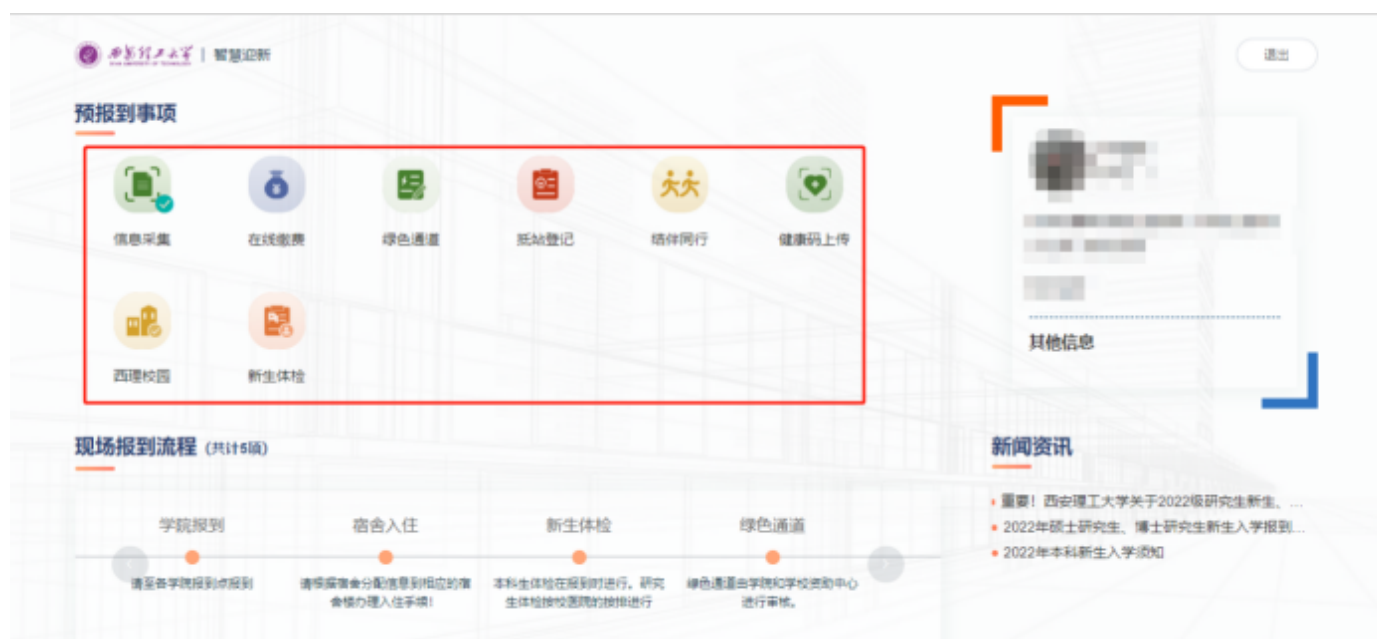 西安理工大学 | 智慧迎新
退出
预报到事项
信息采集 在线缴费 绿色通道 抵站登记 结伴同行 健康码上传
西理校园 新生体检
其他信息
现场报到流程 (共计5项)
新闻资讯
学院报到 宿舍入住 新生体检 绿色通道
请至各学院报到点报到
请根据宿舍分配信息到相应的宿
舍楼办理入住手续！
本科生体检在报到时进行。研究
生体检按校医院的按排进行
绿色通道由学院和学校资助中心
进行审核。
重要！西安理工大学关于2022级研究生新生、...
2022年硕士研究生、博士研究生新生入学报到...
2022年本科新生入学须知